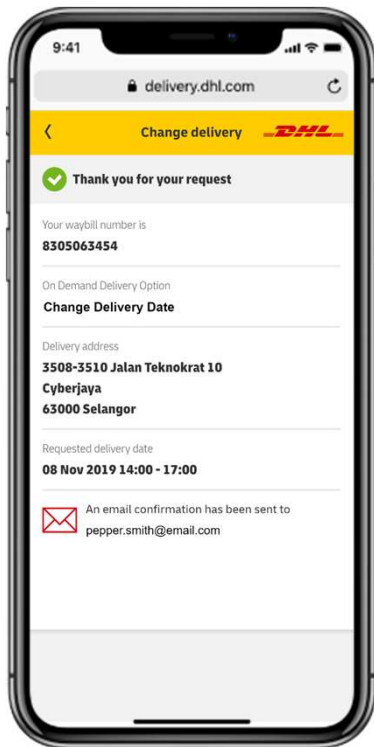 9:41
delivery.dhl.com
Change delivery DHL
Thank you for your request
Your waybill number is
8305063454
On Demand Delivery Option
Change Delivery Date
Delivery address
3508-3510 Jalan Teknokrat 10
Cyberjaya
63000 Selangor
Requested delivery date
08 Nov 2019 14:00 - 17:00
An email confirmation has been sent to
pepper.smith@email.com